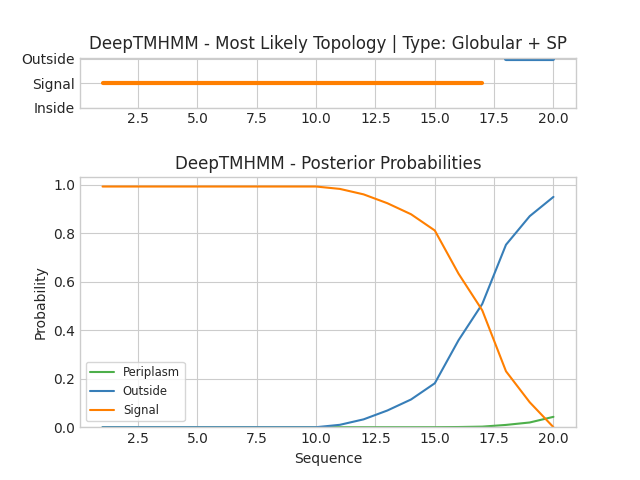 DeepTMHMM - Most Likely Topology | Type: Globular + SP
Outside
Signal
Inside
2.5 5.0 7.5 10.0 12.5 15.0 17.5 20.0
DeepTMHMM - Posterior Probabilities
Probability
1.0
0.8
0.6
0.4
0.2
0.0
Periplasm
Outside
Signal
2.5 5.0 7.5 10.0 12.5 15.0 17.5 20.0
Sequence